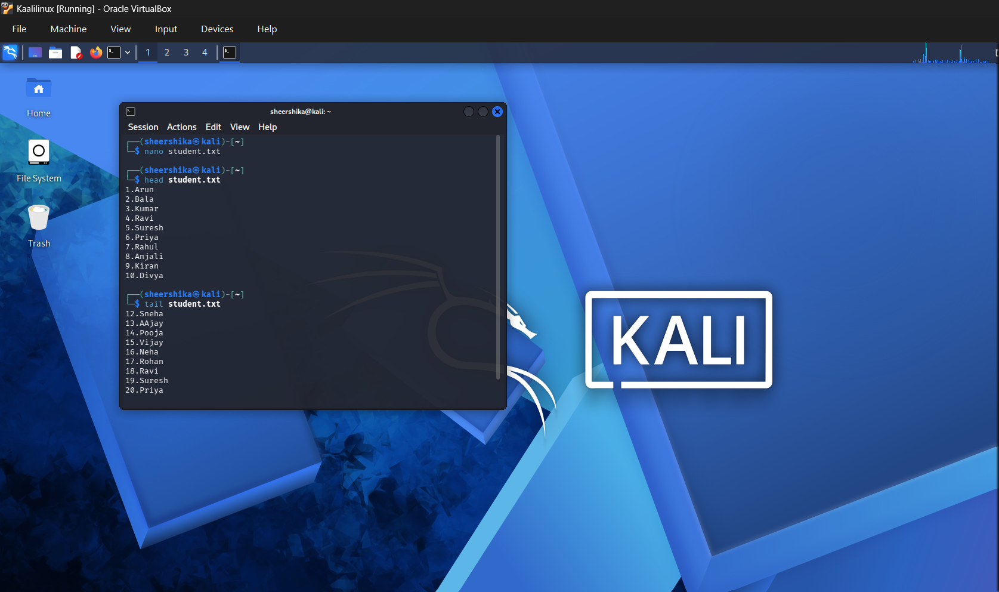 Kaalilinux [Running] - Oracle VirtualBox
File Machine View Input Devices Help
1 2 3 4
Home
File System
Trash
sheershika@kali: ~
Session Actions Edit View Help
┌──(sheershika㉿kali)-[~]
└─$ nano student.txt
┌──(sheershika㉿kali)-[~]
└─$ head student.txt
1.Arun
2.Bala
3.Kumar
4.Ravi
5.Suresh
6.Priya
7.Rahul
8.Anjali
9.Kiran
10.Divya
┌──(sheershika㉿kali)-[~]
└─$ tail student.txt
12.Sneha
13.AAjay
14.Pooja
15.Vijay
16.Neha
17.Rohan
18.Ravi
19.Suresh
20.Priya
KALI